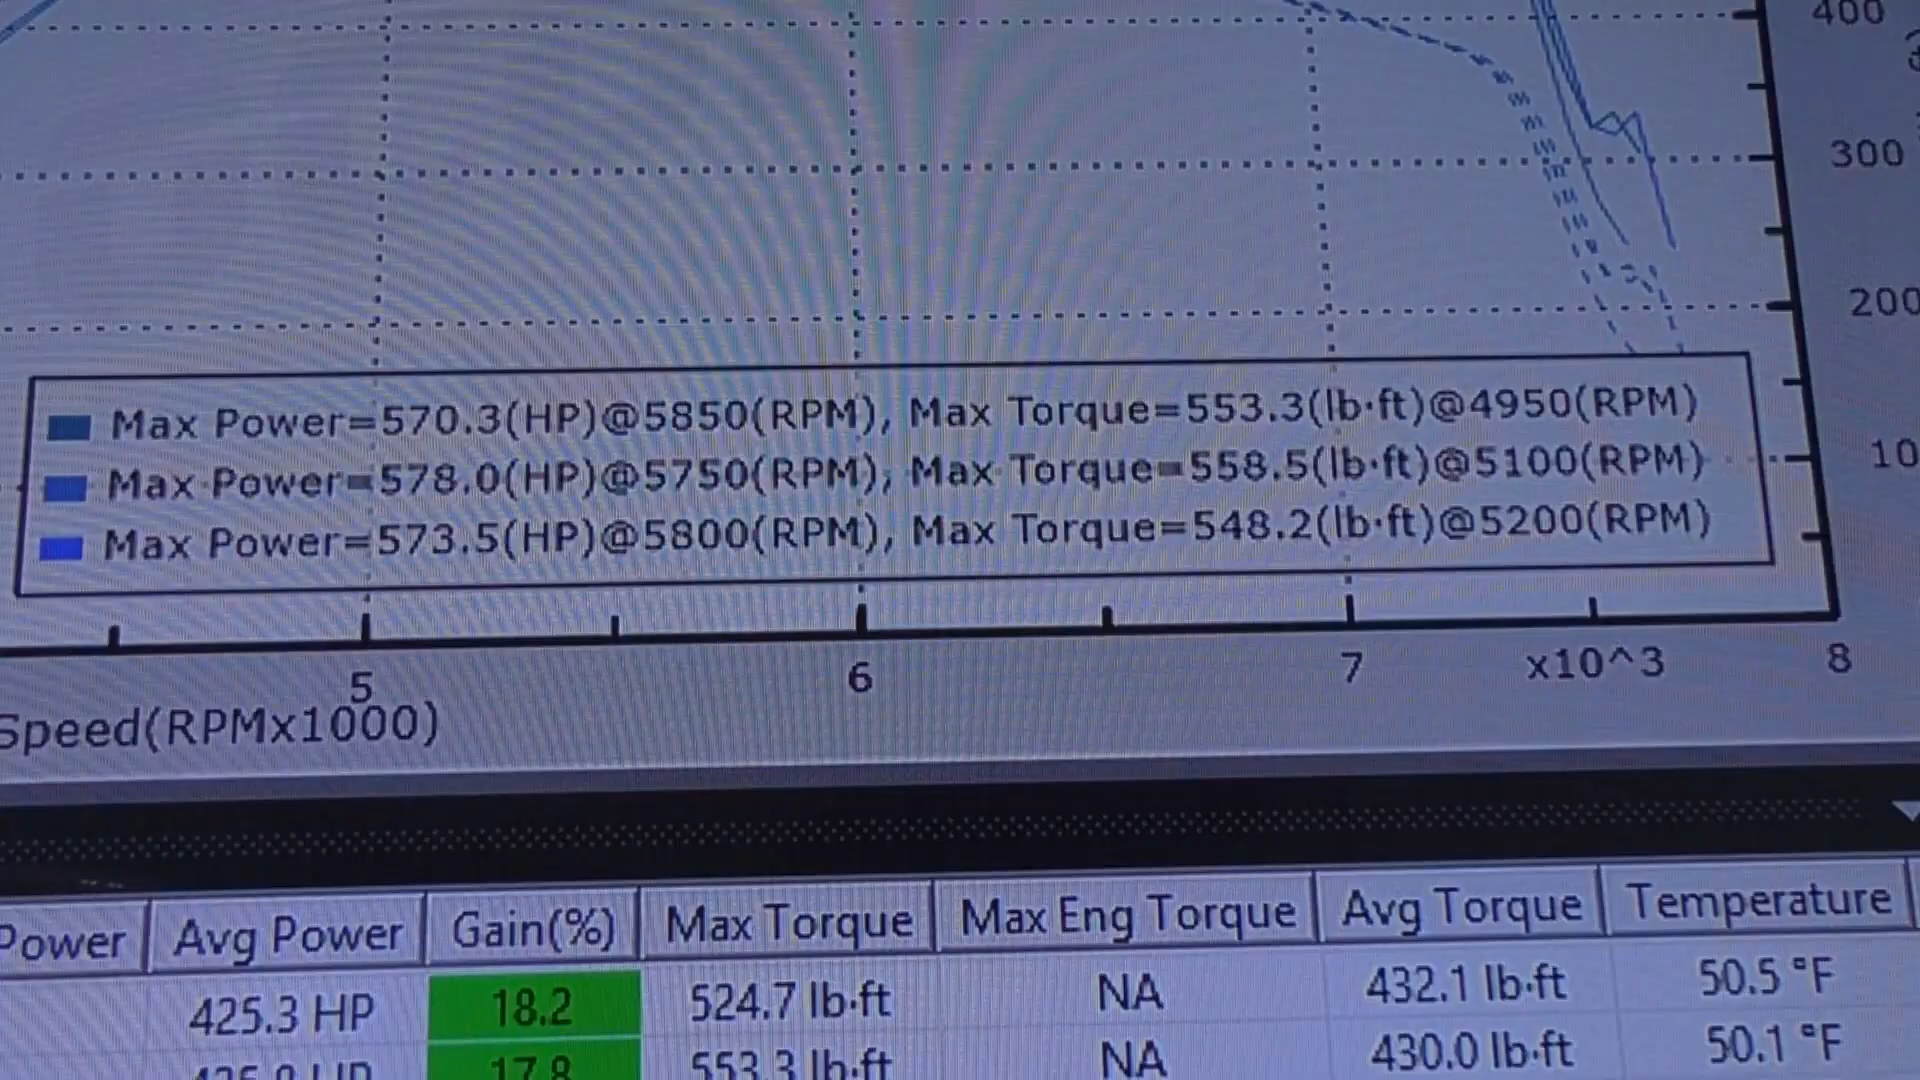 400
300
200
10
Max Power=570.3(HP)@5850(RPM), Max Torque=553.3(lb·ft)@4950(RPM)
Max Power=578.0(HP)@5750(RPM), Max Torque=558.5(lb·ft)@5100(RPM)
Max Power=573.5(HP)@5800(RPM), Max Torque=548.2(lb·ft)@5200(RPM)
5 6 7 x10^3 8
Speed(RPMx1000)
Power Avg Power Gain(%) Max Torque Max Eng Torque Avg Torque Temperature
425.3 HP 18.2 524.7 lb·ft NA 432.1 lb·ft 50.5 °F
17.8 553.3 lb·ft NA 430.0 lb·ft 50.1 °F